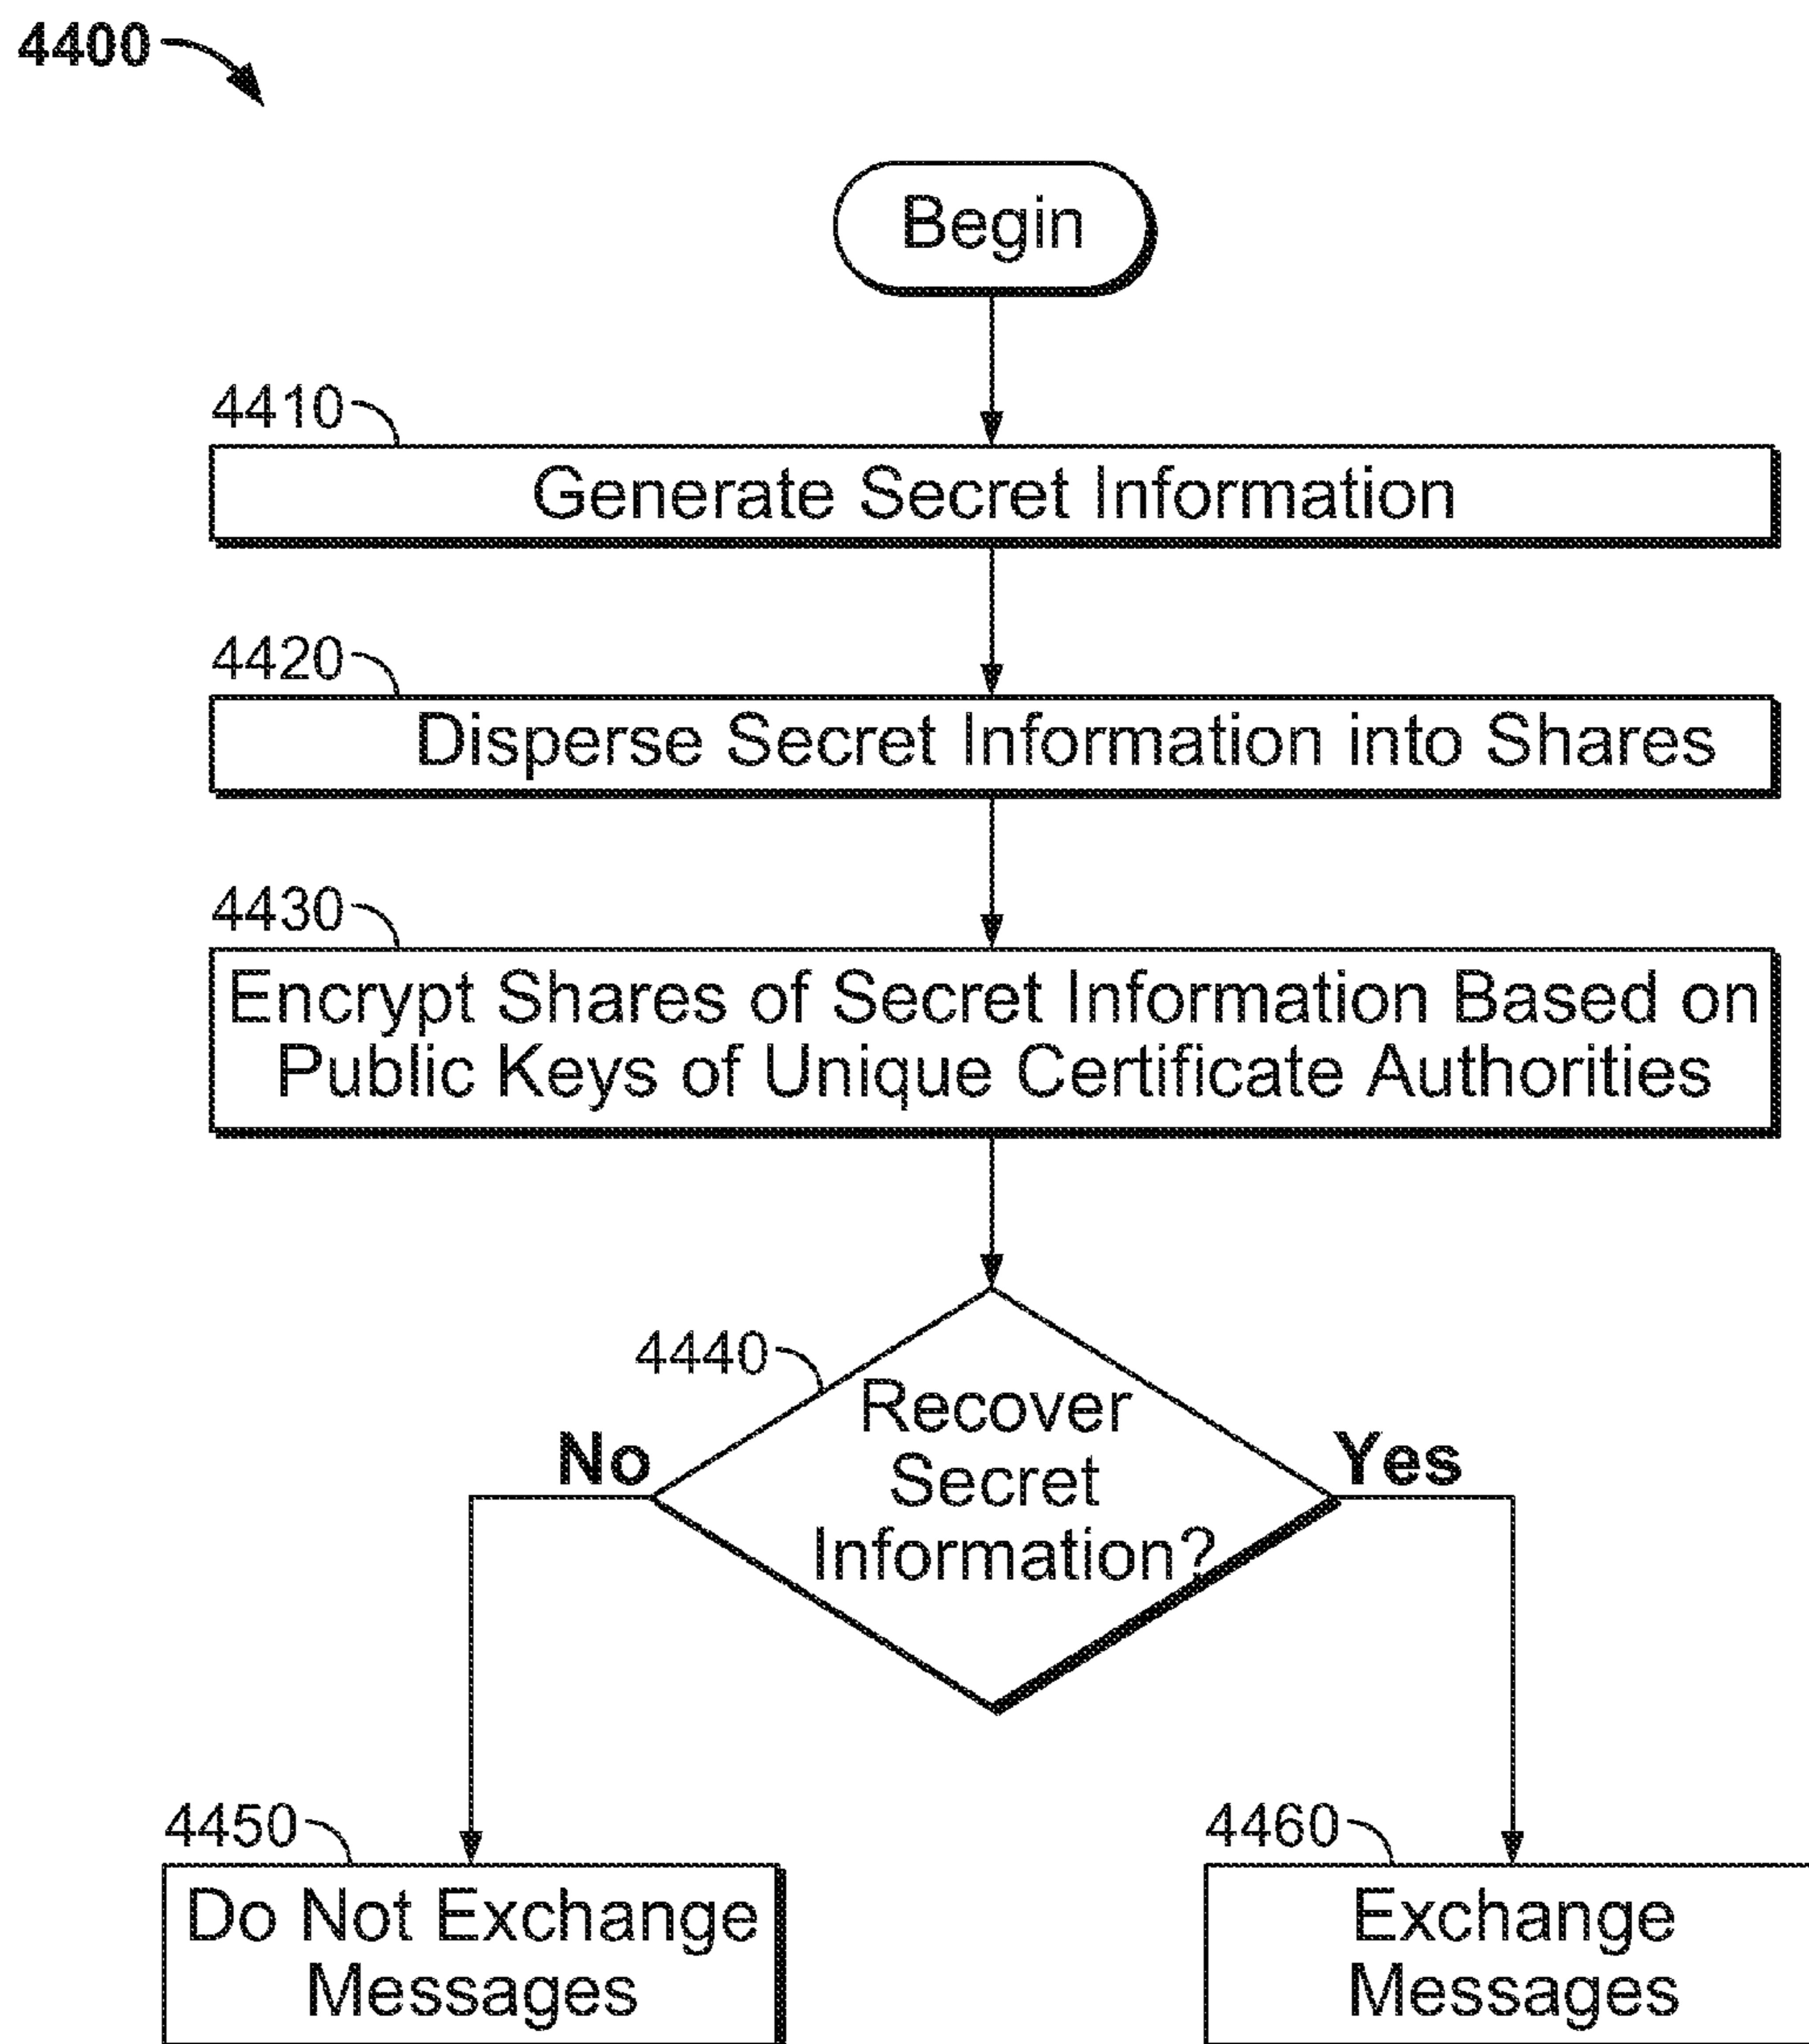 4400
Begin
4410
Generate Secret Information
4420
Disperse Secret Information into Shares
4430
Encrypt Shares of Secret Information Based on
Public Keys of Unique Certificate Authorities
4440
Recover
Secret
Information?
No
Yes
4450
Do Not Exchange
Messages
4460
Exchange
Messages